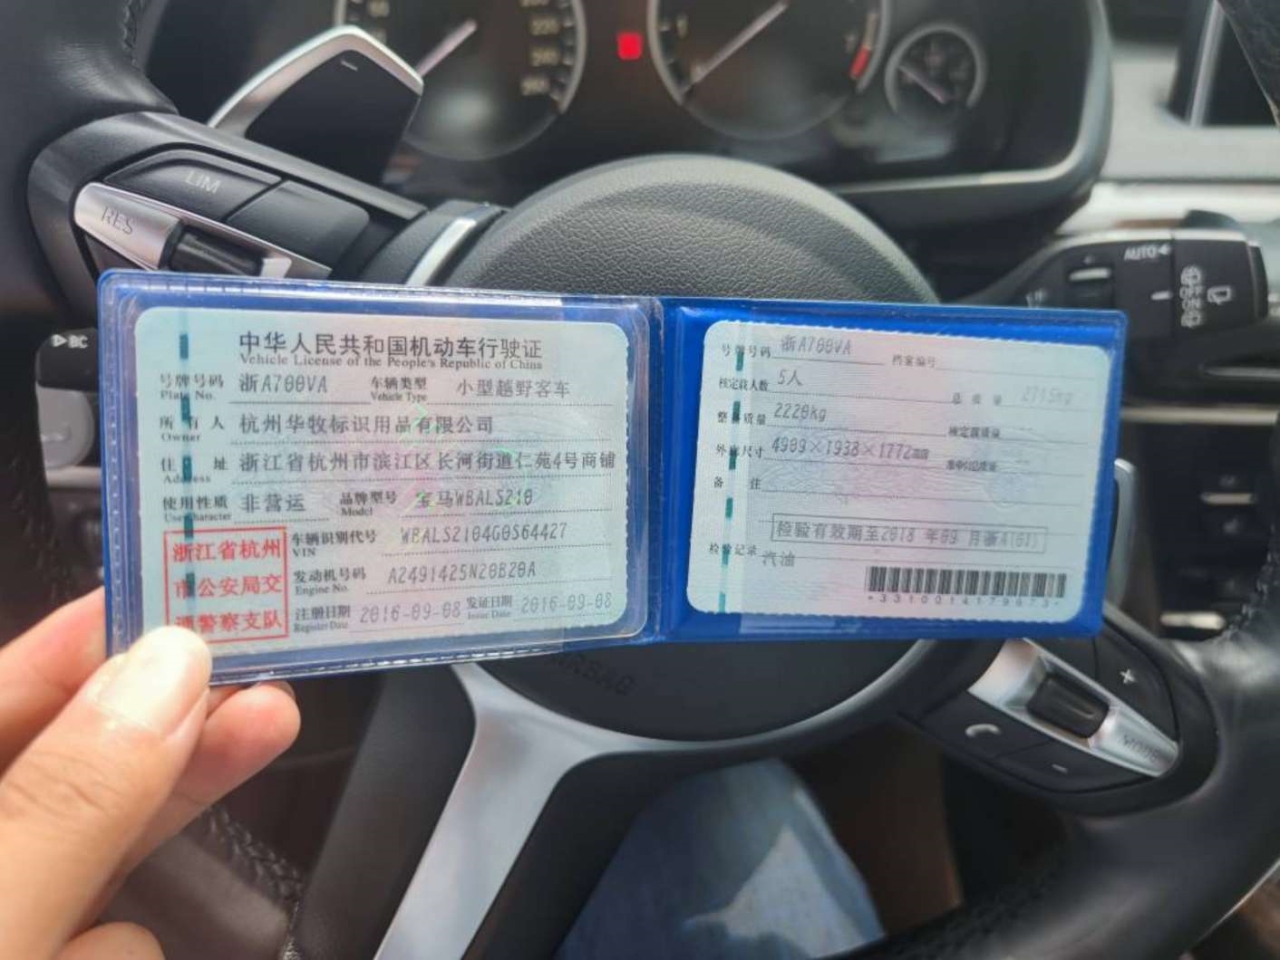 LIM
RES
AUTO
BC
中华人民共和国机动车行驶证
Vehicle License of the People's Republic of China
号牌号码 浙A700VA 车辆类型 小型越野客车
Plate No. Vehicle Type
所有人 杭州华牧标识用品有限公司
Owner
住址 浙江省杭州市滨江区长河街道仁苑4号商铺
Address
使用性质 非营运 品牌型号 宝马WBALS210
Use Character Model
浙江省杭州
市公安局交
警察支队
车辆识别代号 WBALS2104G0S64427
VIN
发动机号码 A2491425N20B20A
Engine No.
注册日期 2016-09-08 发证日期 2016-09-08
Register Date Issue Date
号牌号码 浙A700VA 档案编号
核定载人数 5人 总质量
整备质量 2220kg 核定载质量
外廓尺寸 4909×1938×1772
备注
检验有效期至2018年09月浙A(01)
检验记录 汽油
AIRBAG
+
-